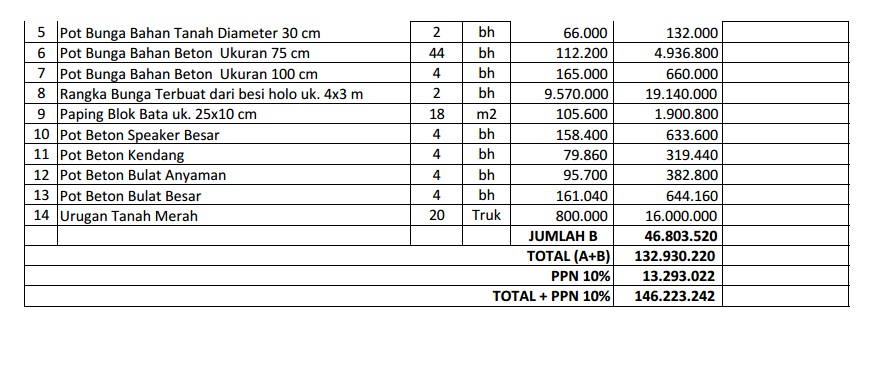 5 Pot Bunga Bahan Tanah Diameter 30 cm 2 bh 66.000 132.000
6 Pot Bunga Bahan Beton Ukuran 75 cm 44 bh 112.200 4.936.800
7 Pot Bunga Bahan Beton Ukuran 100 cm 4 bh 165.000 660.000
8 Rangka Bunga Terbuat dari besi holo uk. 4x3 m 2 bh 9.570.000 19.140.000
9 Paping Blok Bata uk. 25x10 cm 18 m2 105.600 1.900.800
10 Pot Beton Speaker Besar 4 bh 158.400 633.600
11 Pot Beton Kendang 4 bh 79.860 319.440
12 Pot Beton Bulat Anyaman 4 bh 95.700 382.800
13 Pot Beton Bulat Besar 4 bh 161.040 644.160
14 Urugan Tanah Merah 20 Truk 800.000 16.000.000
JUMLAH B 46.803.520
TOTAL (A+B) 132.930.220
PPN 10% 13.293.022
TOTAL + PPN 10% 146.223.242